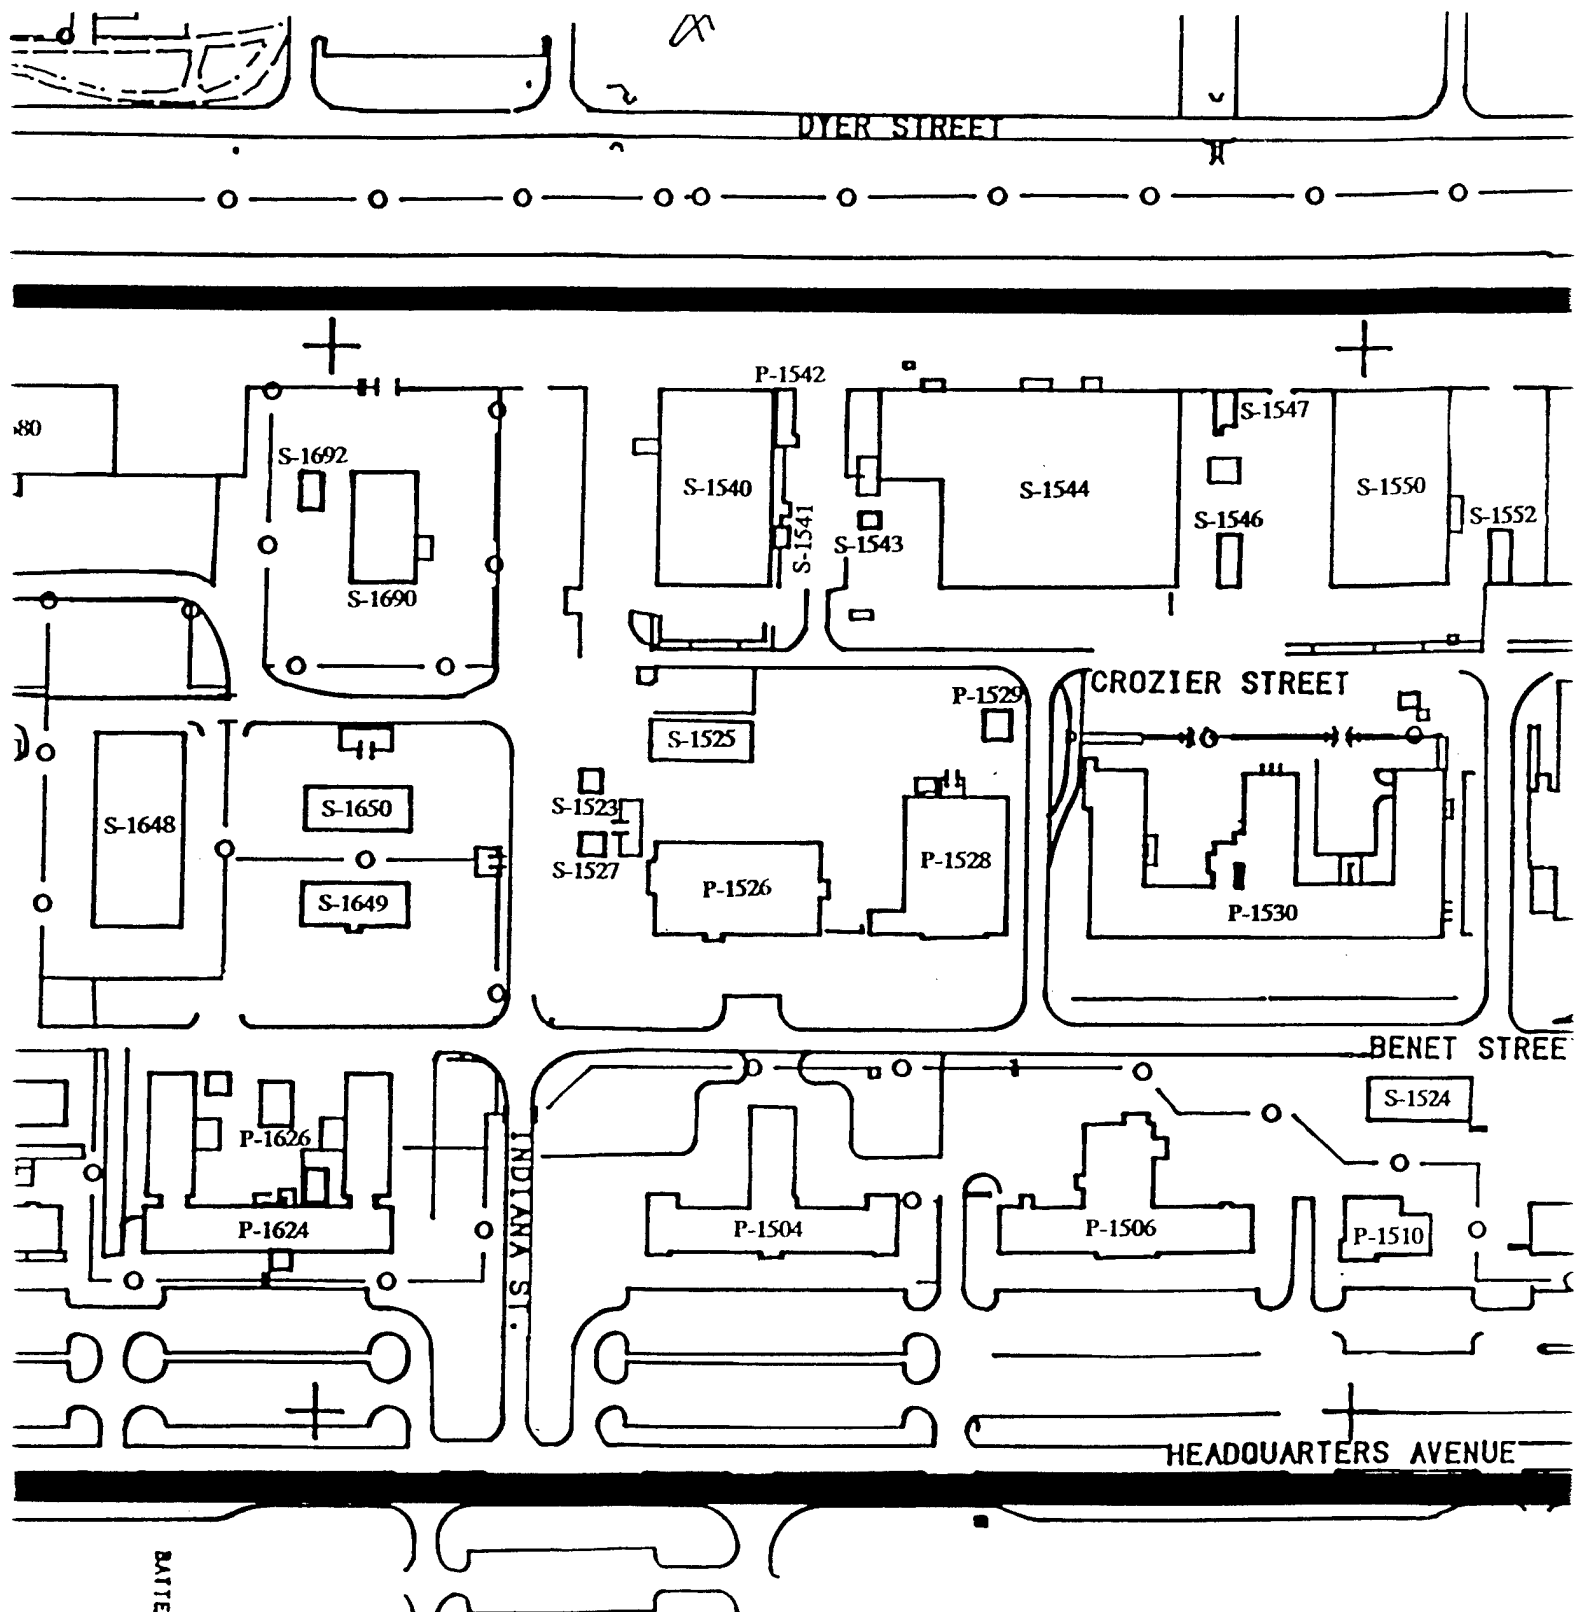 DYER STREET
P-1542
S-1547
S-1692
S-1540
S-1544
S-1550
S-1541
S-1543
S-1546
S-1552
S-1690
CROZIER STREET
P-1529
S-1525
S-1523
S-1650
S-1648
S-1527
P-1528
P-1526
S-1649
P-1530
BENET STREE
S-1524
P-1626
INDIANA ST.
P-1624
P-1504
P-1506
P-1510
HEADQUARTERS AVENUE
BATTE